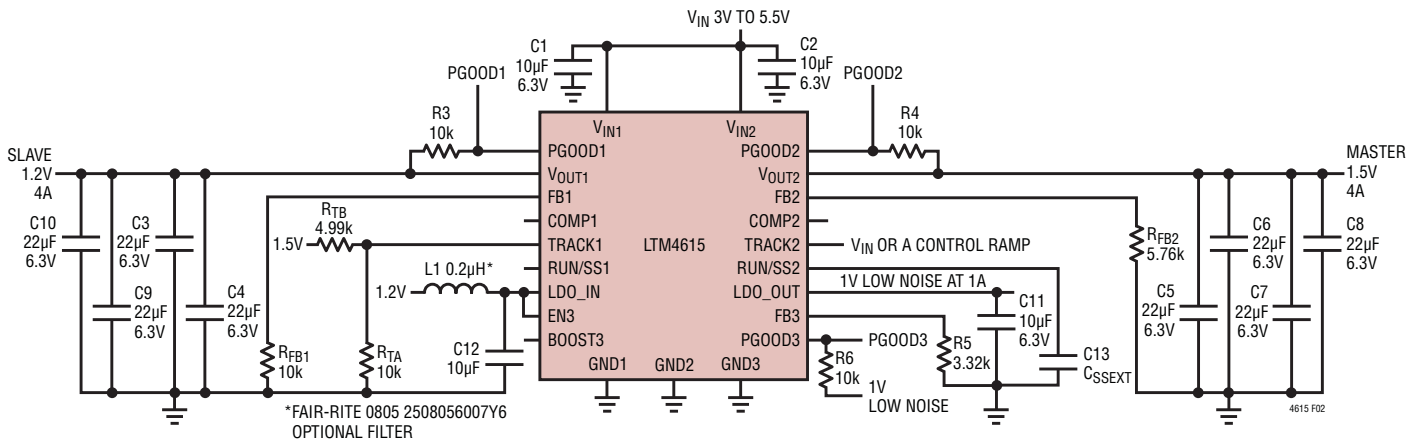 V_IN 3V TO 5.5V
C1
10µF
6.3V
C2
10µF
6.3V
PGOOD1
PGOOD2
R3
10k
R4
10k
V_IN1
V_IN2
PGOOD1
PGOOD2
SLAVE
1.2V
4A
V_OUT1
V_OUT2
MASTER
1.5V
4A
FB1
FB2
C10
22µF
6.3V
C3
22µF
6.3V
R_TB
4.99k
COMP1
COMP2
1.5V
TRACK1
LTM4615
TRACK2
V_IN OR A CONTROL RAMP
R_FB2
5.76k
C6
22µF
6.3V
C8
22µF
6.3V
RUN/SS1
RUN/SS2
L1 0.2µH*
1.2V
LDO_IN
LDO_OUT
1V LOW NOISE AT 1A
C9
22µF
6.3V
C4
22µF
6.3V
C11
10µF
6.3V
C5
22µF
6.3V
C7
22µF
6.3V
EN3
FB3
BOOST3
PGOOD3
PGOOD3
R_FB1
10k
R_TA
10k
C12
10µF
GND1
GND2
GND3
R6
10k
R5
3.32k
C13
C_SSEXT
1V
LOW NOISE
*FAIR-RITE 0805 2508056007Y6
OPTIONAL FILTER
4615 F02